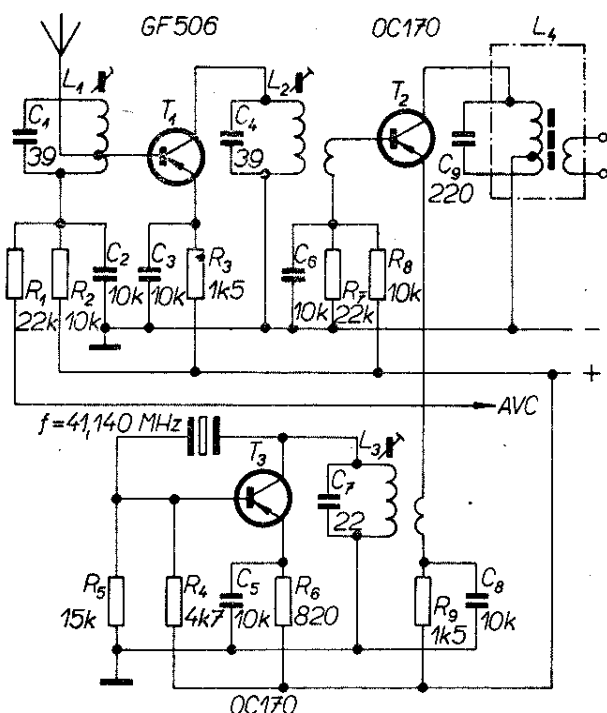 GF506 OC170 L4
L1 L2
T1 T2
C1 C4
39 39
C9
220
C2 C3 R3 C6 R8
R1 R2 10k 10k 1k5 10k R7 10k
22k 10k 22k
−
+
AVC
f=41,140 MHz
T3 L3
C7
22
R5 R4 C5 R6 R9 C8
15k 4k7 10k 820 1k5 10k
OC170